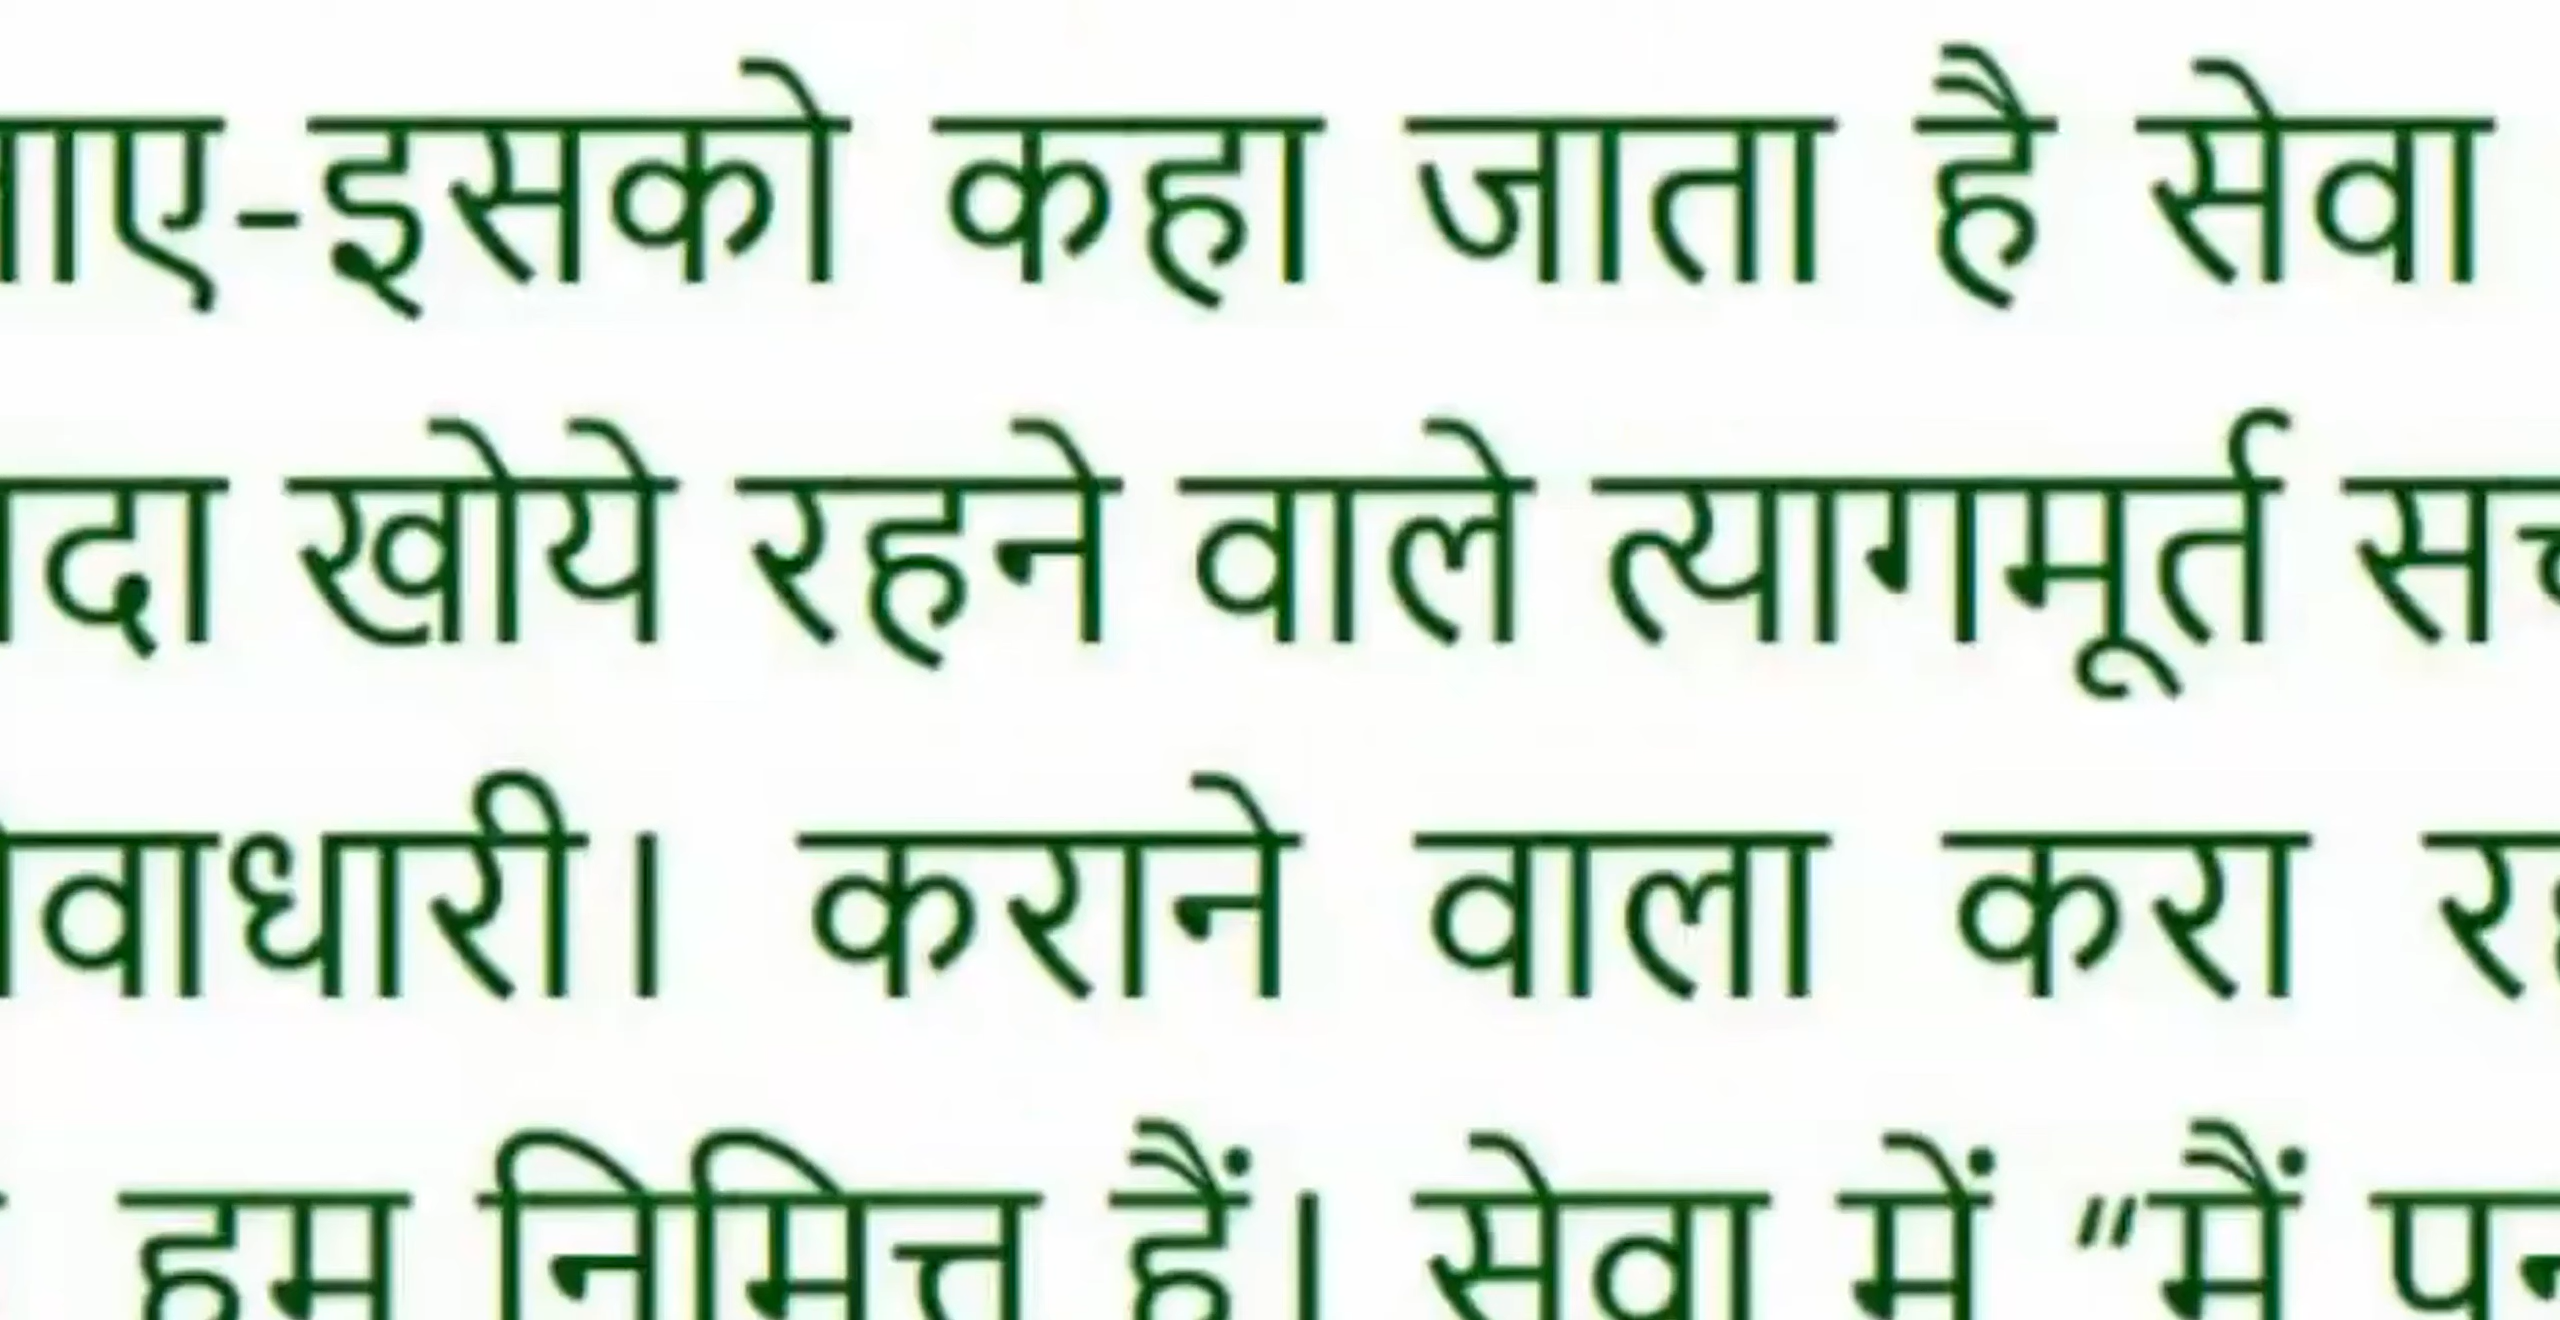 इसको कहा जाता है सेवा
खोये रहने वाले त्यागमूर्त
कराने वाला करा
हम निमित्त हैं। सेवा में "मैं